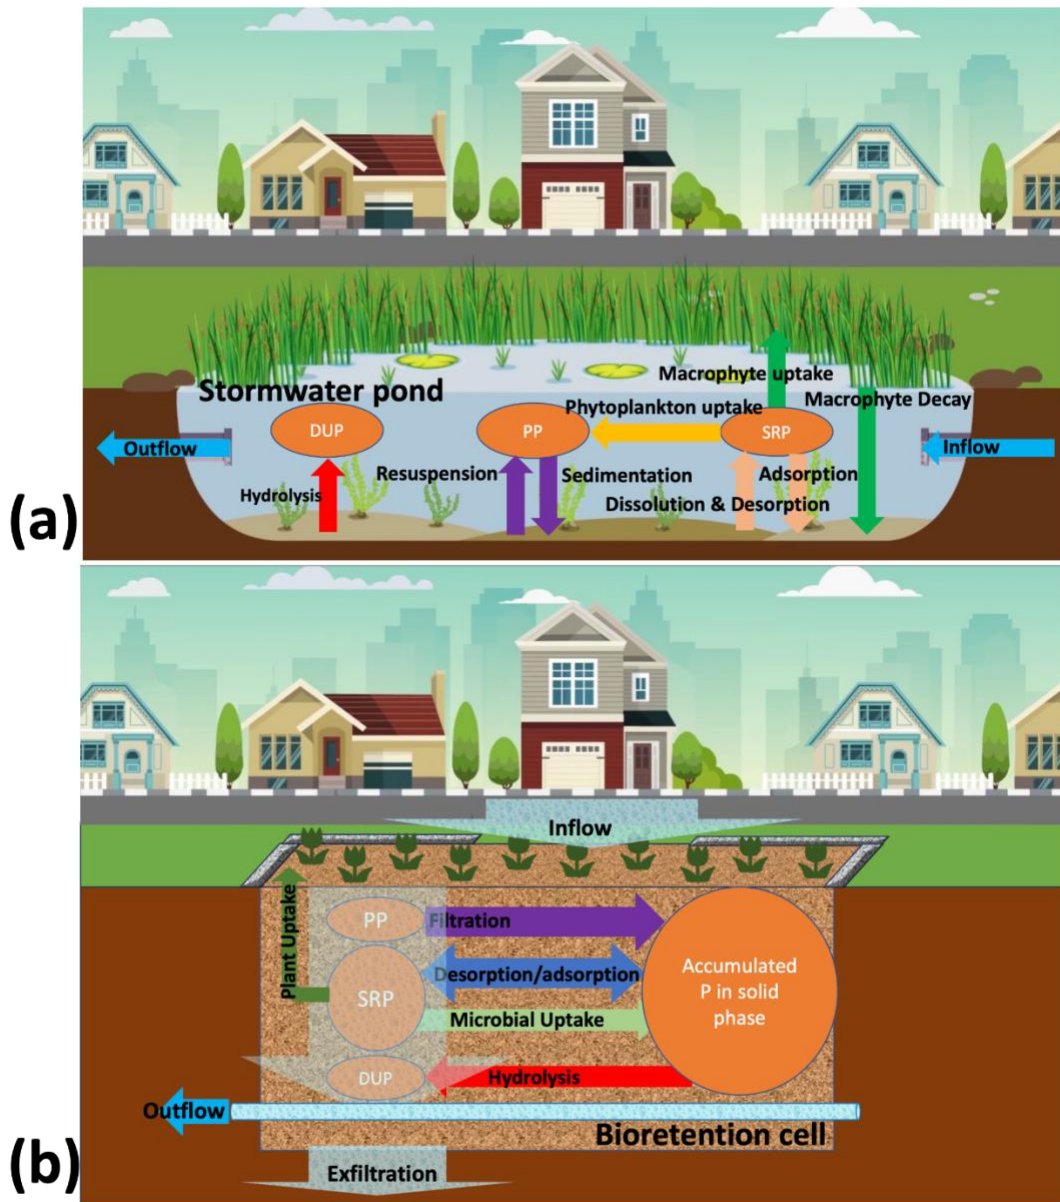 (a)
Stormwater pond
Macrophyte uptake
Macrophyte Decay
Phytoplankton uptake
DUP
PP
SRP
Outflow
Inflow
Hydrolysis
Resuspension
Sedimentation
Adsorption
Dissolution & Desorption
(b)
Inflow
Plant Uptake
PP
Filtration
SRP
Desorption/adsorption
Accumulated
P in solid
phase
Microbial Uptake
DUP
Hydrolysis
Outflow
Bioretention cell
Exfiltration